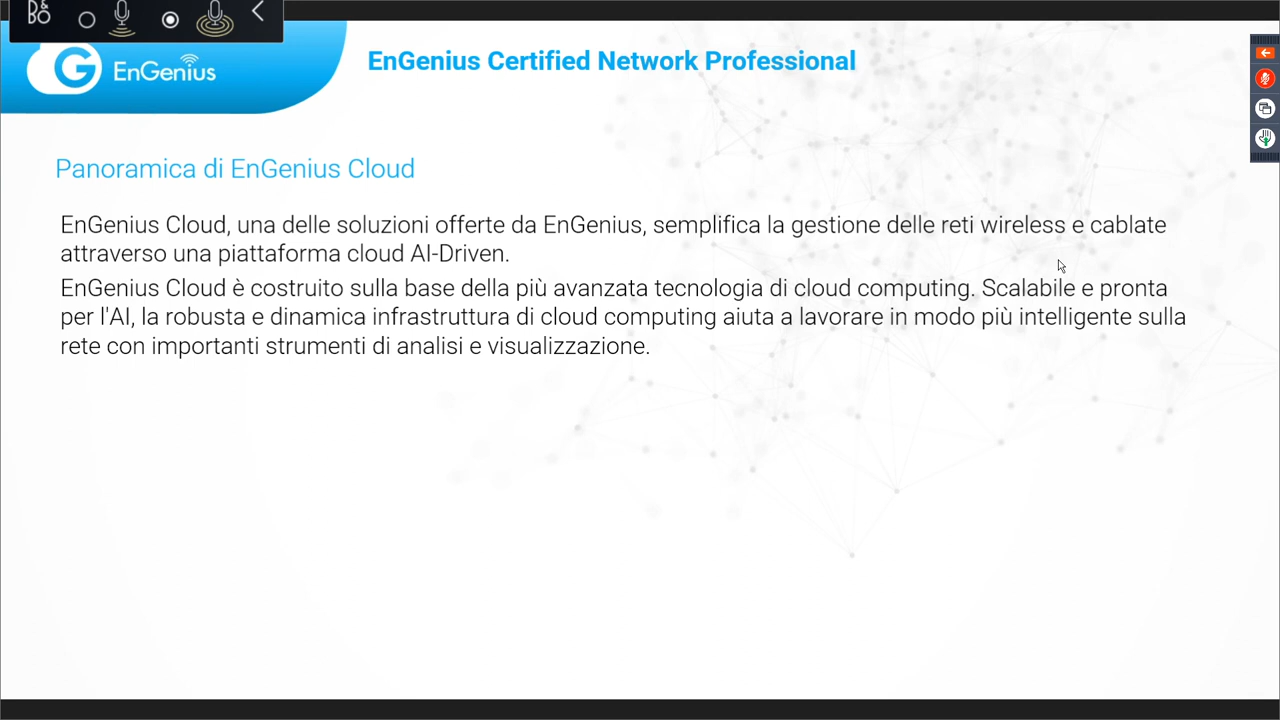 B&O
EnGenius
EnGenius Certified Network Professional
Panoramica di EnGenius Cloud
EnGenius Cloud, una delle soluzioni offerte da EnGenius, semplifica la gestione delle reti wireless e cablate
attraverso una piattaforma cloud AI-Driven.
EnGenius Cloud è costruito sulla base della più avanzata tecnologia di cloud computing. Scalabile e pronta
per l'AI, la robusta e dinamica infrastruttura di cloud computing aiuta a lavorare in modo più intelligente sulla
rete con importanti strumenti di analisi e visualizzazione.